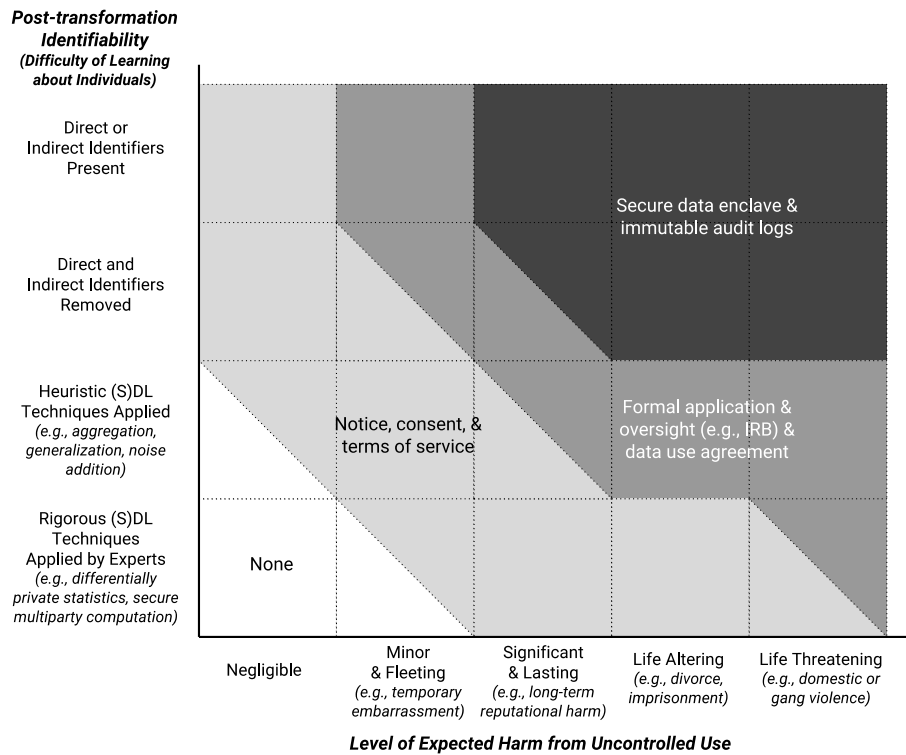 Post-transformation
Identifiability
(Difficulty of Learning
about Individuals)
Direct or
Indirect Identifiers
Present
Secure data enclave &
immutable audit logs
Direct and
Indirect Identifiers
Removed
Heuristic (S)DL
Techniques Applied
(e.g., aggregation,
generalization, noise
addition)
Notice, consent, &
terms of service
Formal application &
oversight (e.g., IRB) &
data use agreement
Rigorous (S)DL
Techniques
Applied by Experts
(e.g., differentially
private statistics, secure
multiparty computation)
None
Negligible
Minor
& Fleeting
(e.g., temporary
embarrassment)
Significant
& Lasting
(e.g., long-term
reputational harm)
Life Altering
(e.g., divorce,
imprisonment)
Life Threatening
(e.g., domestic or
gang violence)
Level of Expected Harm from Uncontrolled Use